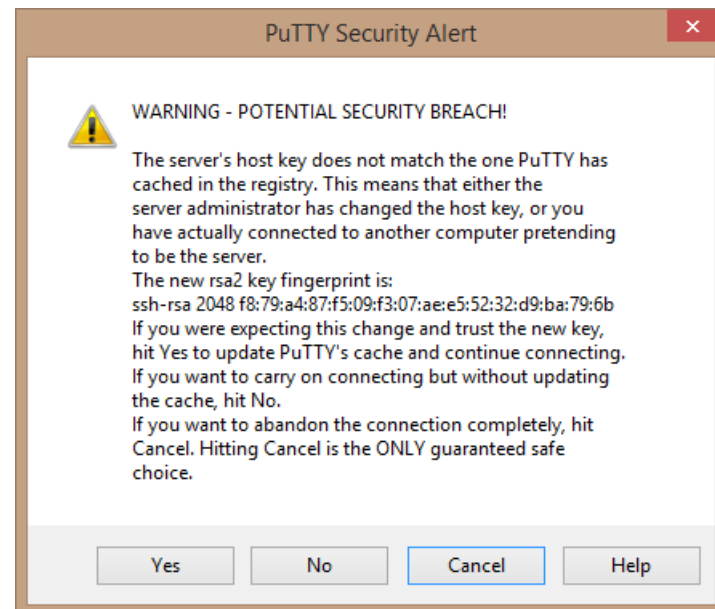 PuTTY Security Alert
WARNING - POTENTIAL SECURITY BREACH!
The server's host key does not match the one PuTTY has
cached in the registry. This means that either the
server administrator has changed the host key, or you
have actually connected to another computer pretending
to be the server.
The new rsa2 key fingerprint is:
ssh-rsa 2048 f8:79:a4:87:f5:09:f3:07:ae:e5:52:32:d9:ba:79:6b
If you were expecting this change and trust the new key,
hit Yes to update PuTTY's cache and continue connecting.
If you want to carry on connecting but without updating
the cache, hit No.
If you want to abandon the connection completely, hit
Cancel. Hitting Cancel is the ONLY guaranteed safe
choice.
Yes No Cancel Help